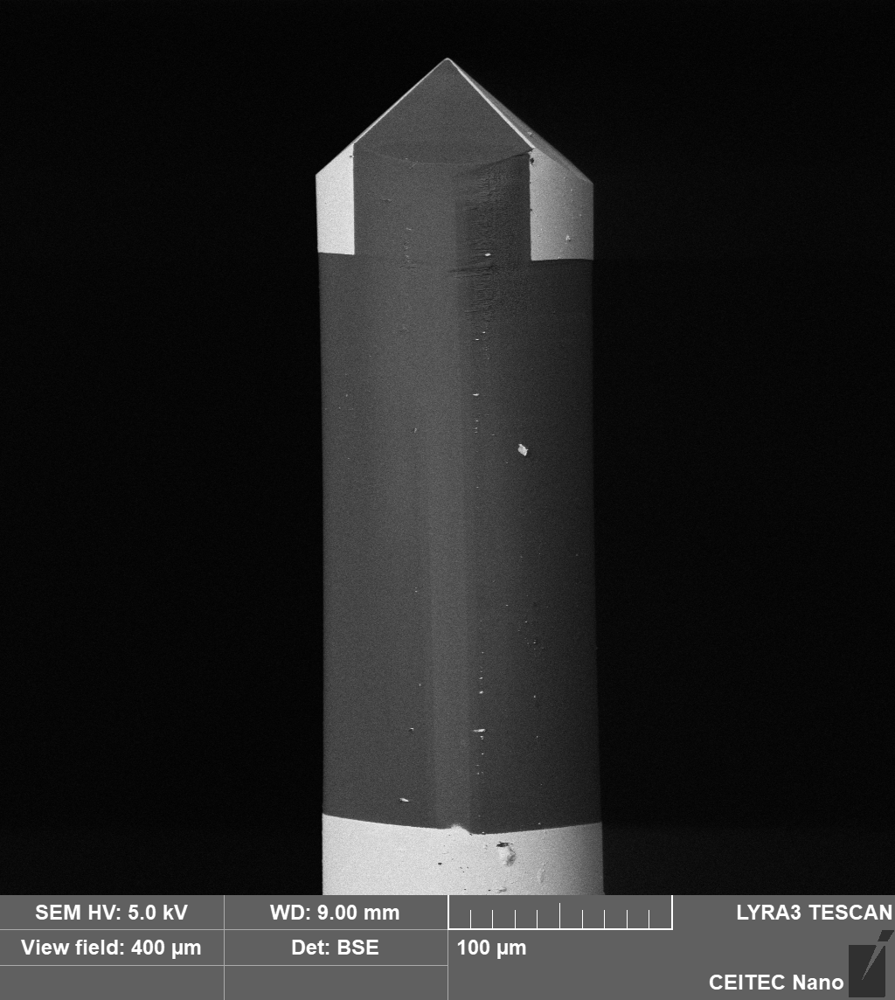 SEM HV: 5.0 kV
WD: 9.00 mm
LYRA3 TESCAN
View field: 400 µm
Det: BSE
100 µm
CEITEC Nano